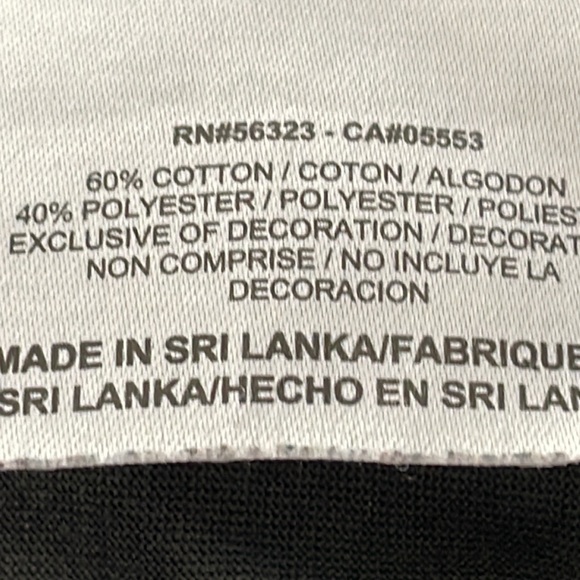 RN#56323 - CA#05553
60% COTTON / COTON / ALGODON
40% POLYESTER / POLYESTER / POLIES
EXCLUSIVE OF DECORATION / DECORAT
NON COMPRISE / NO INCLUYE LA
DECORACION
MADE IN SRI LANKA/FABRIQUE
SRI LANKA/HECHO EN SRI LAN